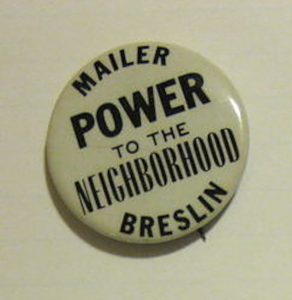 MAILER
POWER
TO THE
NEIGHBORHOOD
BRESLIN